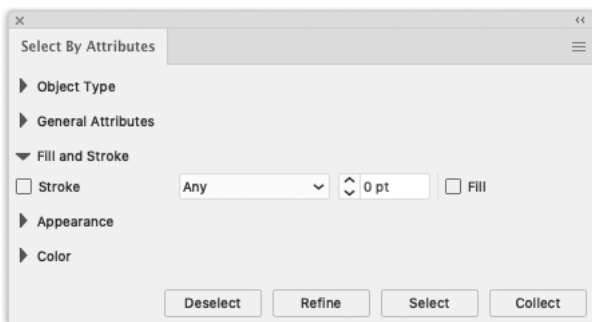 Select By Attributes
Object Type
General Attributes
Fill and Stroke
Stroke Any 0 pt Fill
Appearance
Color
Deselect Refine Select Collect